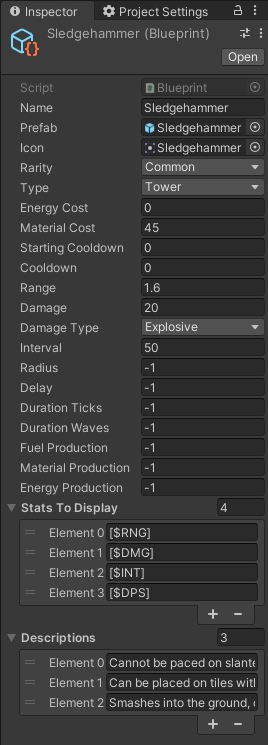 Inspector Project Settings
Sledgehammer (Blueprint)
Open
Script Blueprint
Name Sledgehammer
Prefab Sledgehammer
Icon Sledgehammer
Rarity Common
Type Tower
Energy Cost 0
Material Cost 45
Starting Cooldown 0
Cooldown 0
Range 1.6
Damage 20
Damage Type Explosive
Interval 50
Radius -1
Delay -1
Duration Ticks -1
Duration Waves -1
Fuel Production -1
Material Production -1
Energy Production -1
Stats To Display 4
Element 0 [$RNG]
Element 1 [$DMG]
Element 2 [$INT]
Element 3 [$DPS]
+ −
Descriptions 3
Element 0 Cannot be paced on slante
Element 1 Can be placed on tiles with
Element 2 Smashes into the ground,
+ −